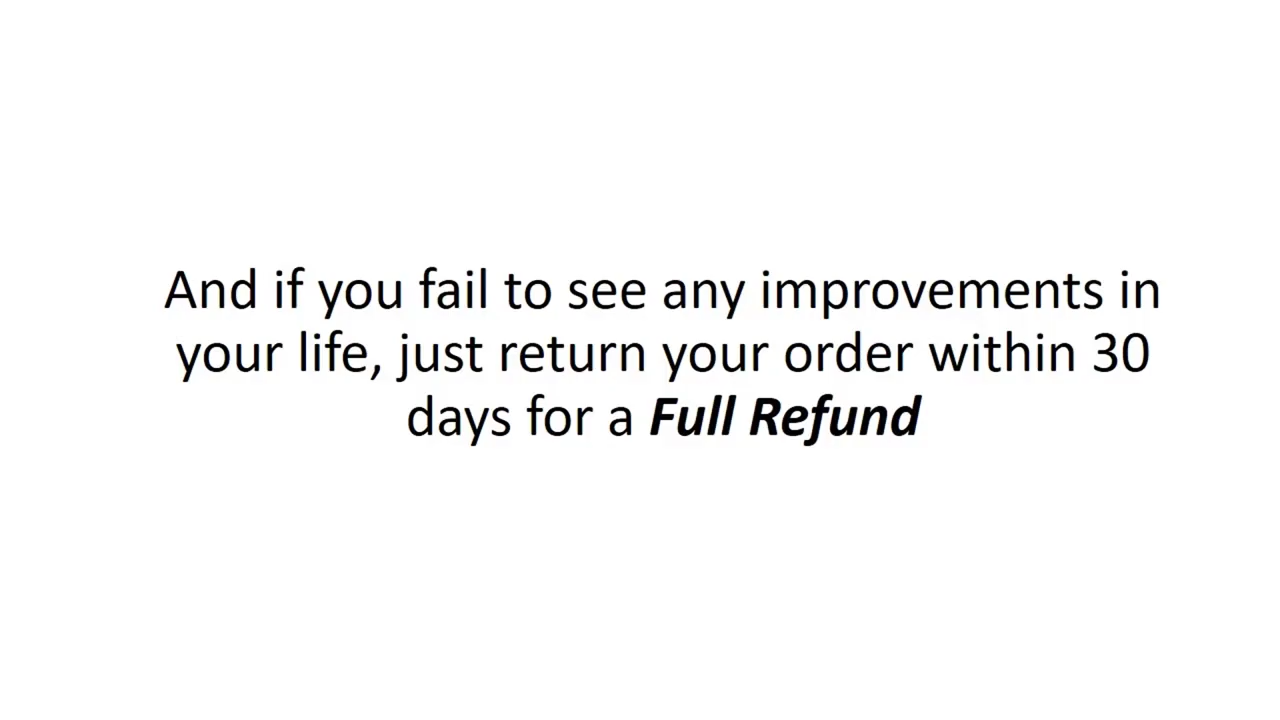 And if you fail to see any improvements in
your life, just return your order within 30
days for a Full Refund